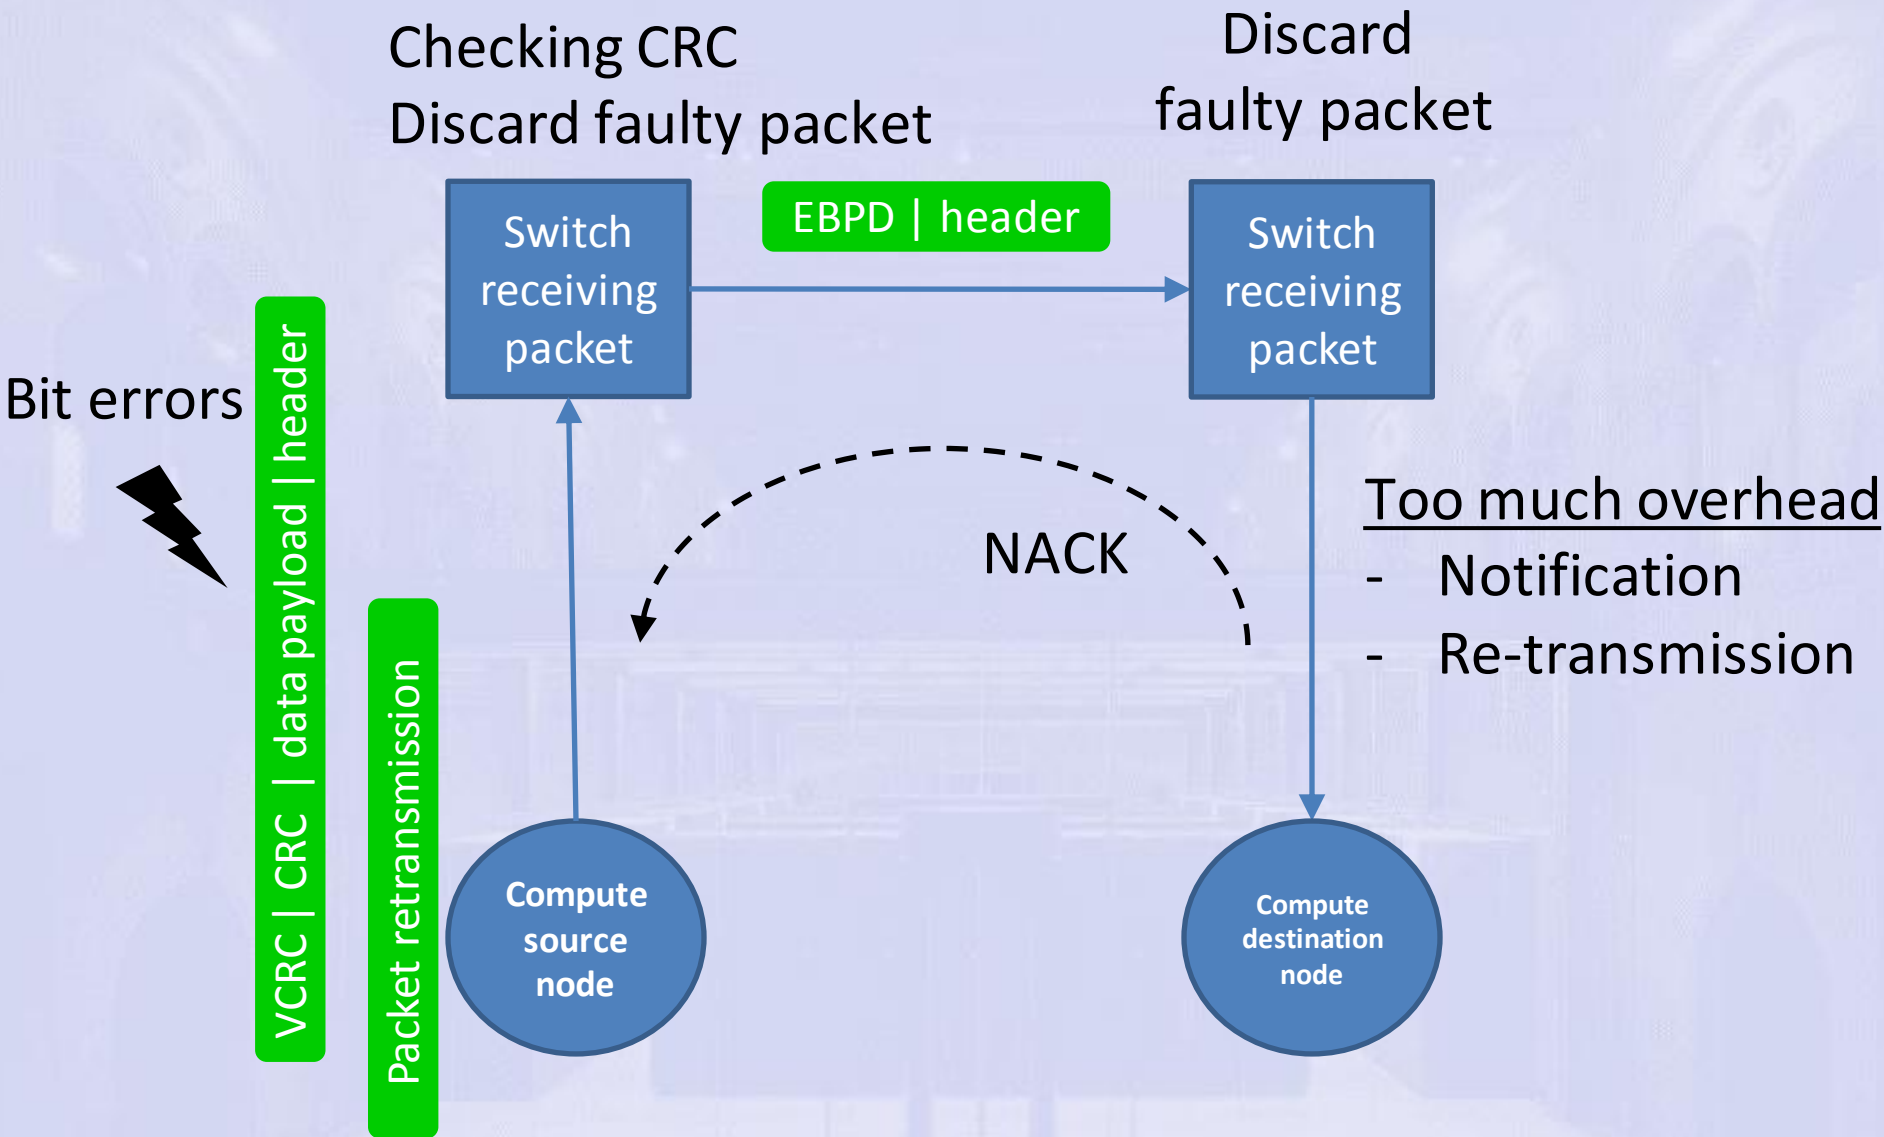 Checking CRC
Discard faulty packet
Discard
faulty packet
Switch
receiving
packet
EBPD | header
Switch
receiving
packet
Bit errors
VCRC | CRC | data payload | header
Packet retransmission
NACK
Too much overhead
- Notification
- Re-transmission
Compute
source
node
Compute
destination
node